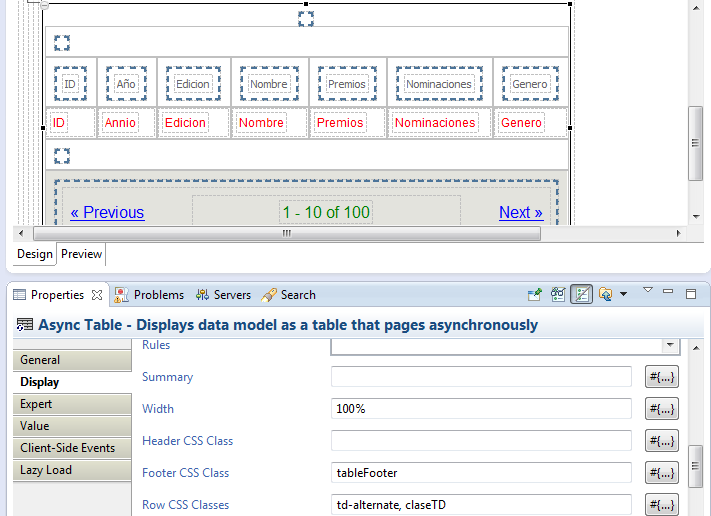 ID Año Edicion Nombre Premios Nominaciones Genero
ID Annio Edicion Nombre Premios Nominaciones Genero
« Previous 1 - 10 of 100 Next »
Design Preview
Properties Problems Servers Search
Async Table - Displays data model as a table that pages asynchronously
General
Display
Expert
Value
Client-Side Events
Lazy Load
Rules
Summary #{...}
Width 100% #{...}
Header CSS Class #{...}
Footer CSS Class tableFooter #{...}
Row CSS Classes td-alternate, claseTD #{...}